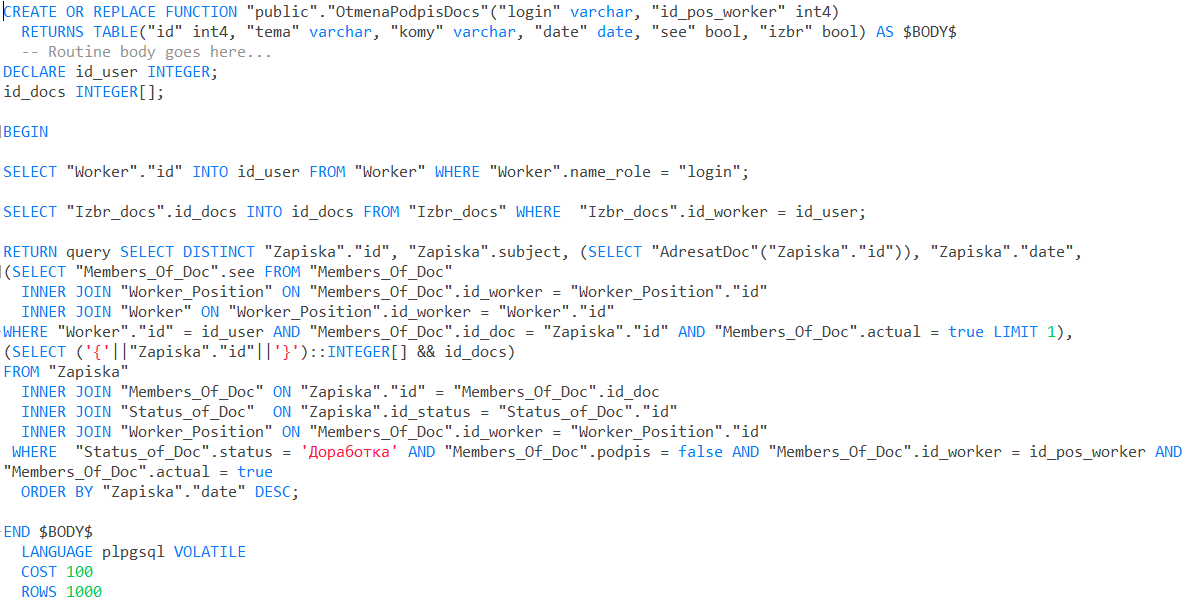 CREATE OR REPLACE FUNCTION "public"."OtmenaPodpisDocs"("login" varchar, "id_pos_worker" int4)
  RETURNS TABLE("id" int4, "tema" varchar, "komy" varchar, "date" date, "see" bool, "izbr" bool) AS $BODY$
  -- Routine body goes here...
DECLARE id_user INTEGER;
id_docs INTEGER[];

BEGIN

SELECT "Worker"."id" INTO id_user FROM "Worker" WHERE "Worker".name_role = "login";

SELECT "Izbr_docs".id_docs INTO id_docs FROM "Izbr_docs" WHERE  "Izbr_docs".id_worker = id_user;

RETURN query SELECT DISTINCT "Zapiska"."id", "Zapiska".subject, (SELECT "AdresatDoc"("Zapiska"."id")), "Zapiska"."date",
(SELECT "Members_Of_Doc".see FROM "Members_Of_Doc"
  INNER JOIN "Worker_Position" ON "Members_Of_Doc".id_worker = "Worker_Position"."id"
  INNER JOIN "Worker" ON "Worker_Position".id_worker = "Worker"."id"
WHERE "Worker"."id" = id_user AND "Members_Of_Doc".id_doc = "Zapiska"."id" AND "Members_Of_Doc".actual = true LIMIT 1),
(SELECT ('{'||"Zapiska"."id"||'}')::INTEGER[] && id_docs)
FROM "Zapiska"
  INNER JOIN "Members_Of_Doc" ON "Zapiska"."id" = "Members_Of_Doc".id_doc
  INNER JOIN "Status_of_Doc"  ON "Zapiska".id_status = "Status_of_Doc"."id"
  INNER JOIN "Worker_Position" ON "Members_Of_Doc".id_worker = "Worker_Position"."id"
 WHERE  "Status_of_Doc".status = 'Доработка' AND "Members_Of_Doc".podpis = false AND "Members_Of_Doc".id_worker = id_pos_worker AND
"Members_Of_Doc".actual = true
  ORDER BY "Zapiska"."date" DESC;

END $BODY$
  LANGUAGE plpgsql VOLATILE
  COST 100
  ROWS 1000